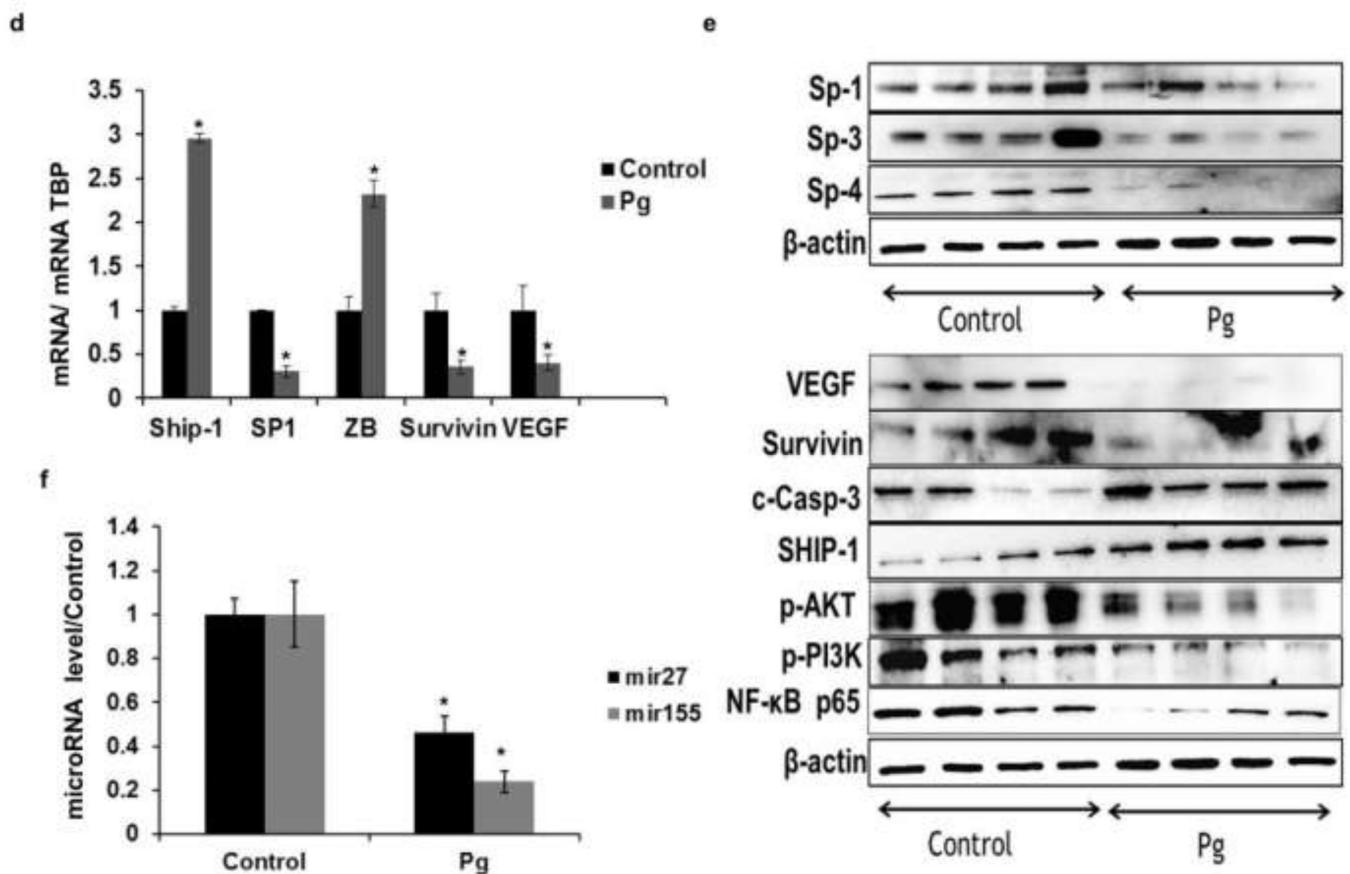 d
mRNA/ mRNA TBP
3.5
3
2.5
2
1.5
1
0.5
0
*
*
*
*
*
Control
Pg
Ship-1 SP1 ZB Survivin VEGF
e
Sp-1
Sp-3
Sp-4
β-actin
Control Pg
VEGF
Survivin
c-Casp-3
SHIP-1
p-AKT
p-PI3K
NF-κB p65
β-actin
Control Pg
f
microRNA level/Control
1.4
1.2
1
0.8
0.6
0.4
0.2
0
*
*
mir27
mir155
Control Pg